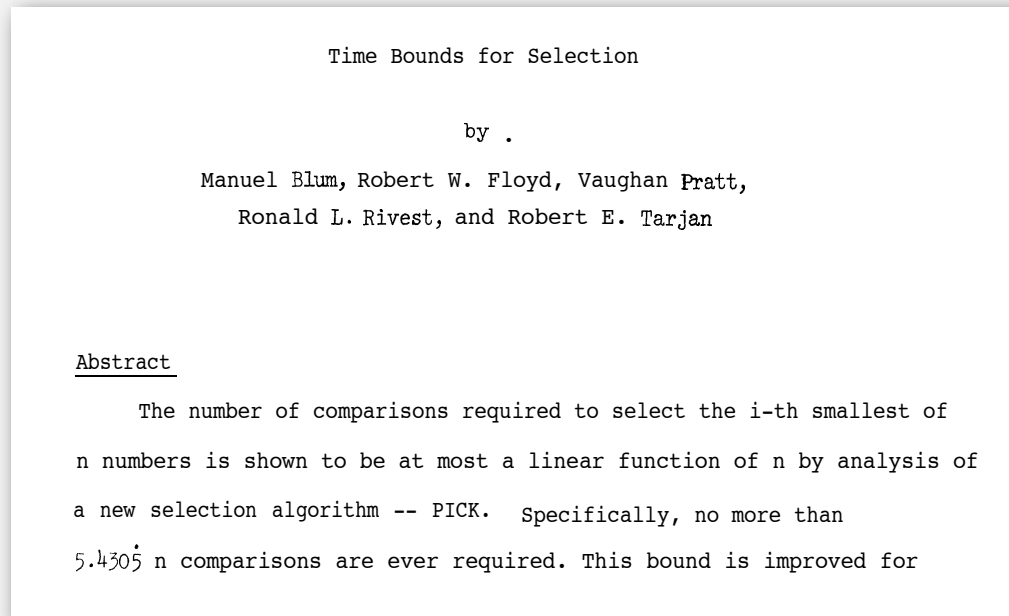 Time Bounds for Selection
by .
Manuel Blum, Robert W. Floyd, Vaughan Pratt,
Ronald L. Rivest, and Robert E. Tarjan
Abstract
The number of comparisons required to select the i-th smallest of
n numbers is shown to be at most a linear function of n by analysis of
a new selection algorithm -- PICK. Specifically, no more than
5.4305̇ n comparisons are ever required. This bound is improved for